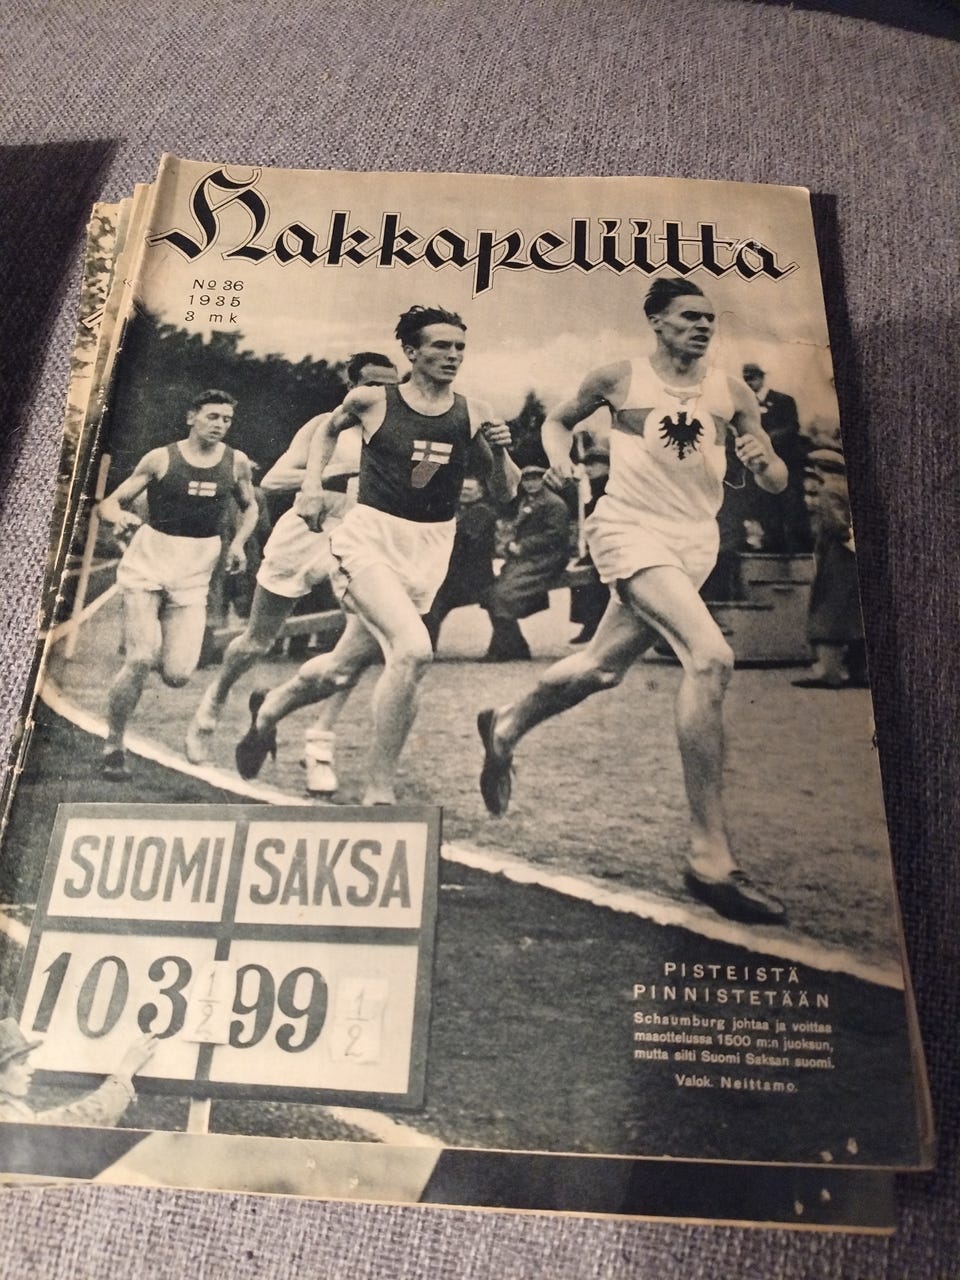 Hakkapeliitta
No 36
1935
3 mk
SUOMI SAKSA
103 1/2 99 1/2
PISTEISTÄ
PINNISTETÄÄN
Schaumburg johtaa ja voittaa
maaottelussa 1500 m:n juoksun,
mutta silti Suomi Saksan suomi.
Valok. Neittamo.